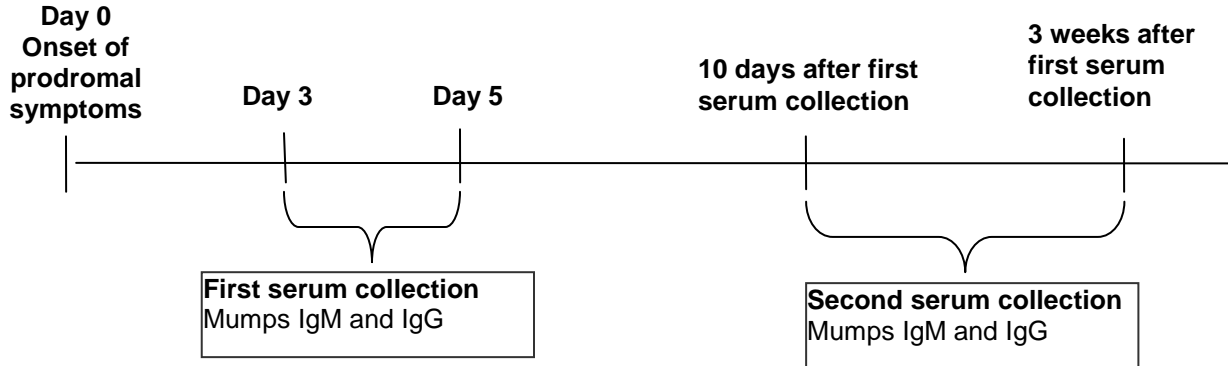 Day 0
Onset of
prodromal
symptoms
Day 3
Day 5
10 days after first
serum collection
3 weeks after
first serum
collection
First serum collection
Mumps IgM and IgG
Second serum collection
Mumps IgM and IgG